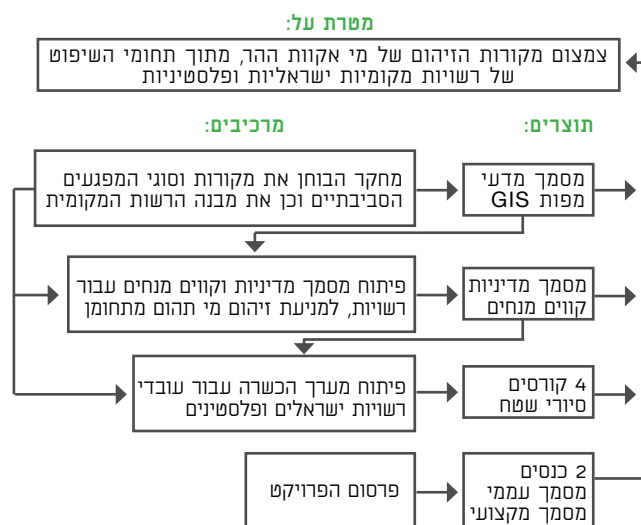 מטרת על:
צמצום מקורות הזיהום של מי אקוות ההר, מתוך תחומי השיפוט
של רשויות מקומיות ישראליות ופלסטיניות
תוצרים:
מרכיבים:
מסמך מדעי
מפות GIS
מחקר הבוחן את מקורות וסוגי המפגעים
הסביבתיים וכן את מבנה הרשות המקומית
מסמך מדיניות
קווים מנחים
פיתוח מסמך מדיניות וקווים מנחים עבור
רשויות, למניעת זיהום מי תהום מתחומן
4 קורסים
סיורי שטח
פיתוח מערך הכשרה עבור עובדי
רשויות ישראלים ופלסטינים
2 כנסים
מסמך עממי
מסמך מקצועי
פרסום הפרויקט